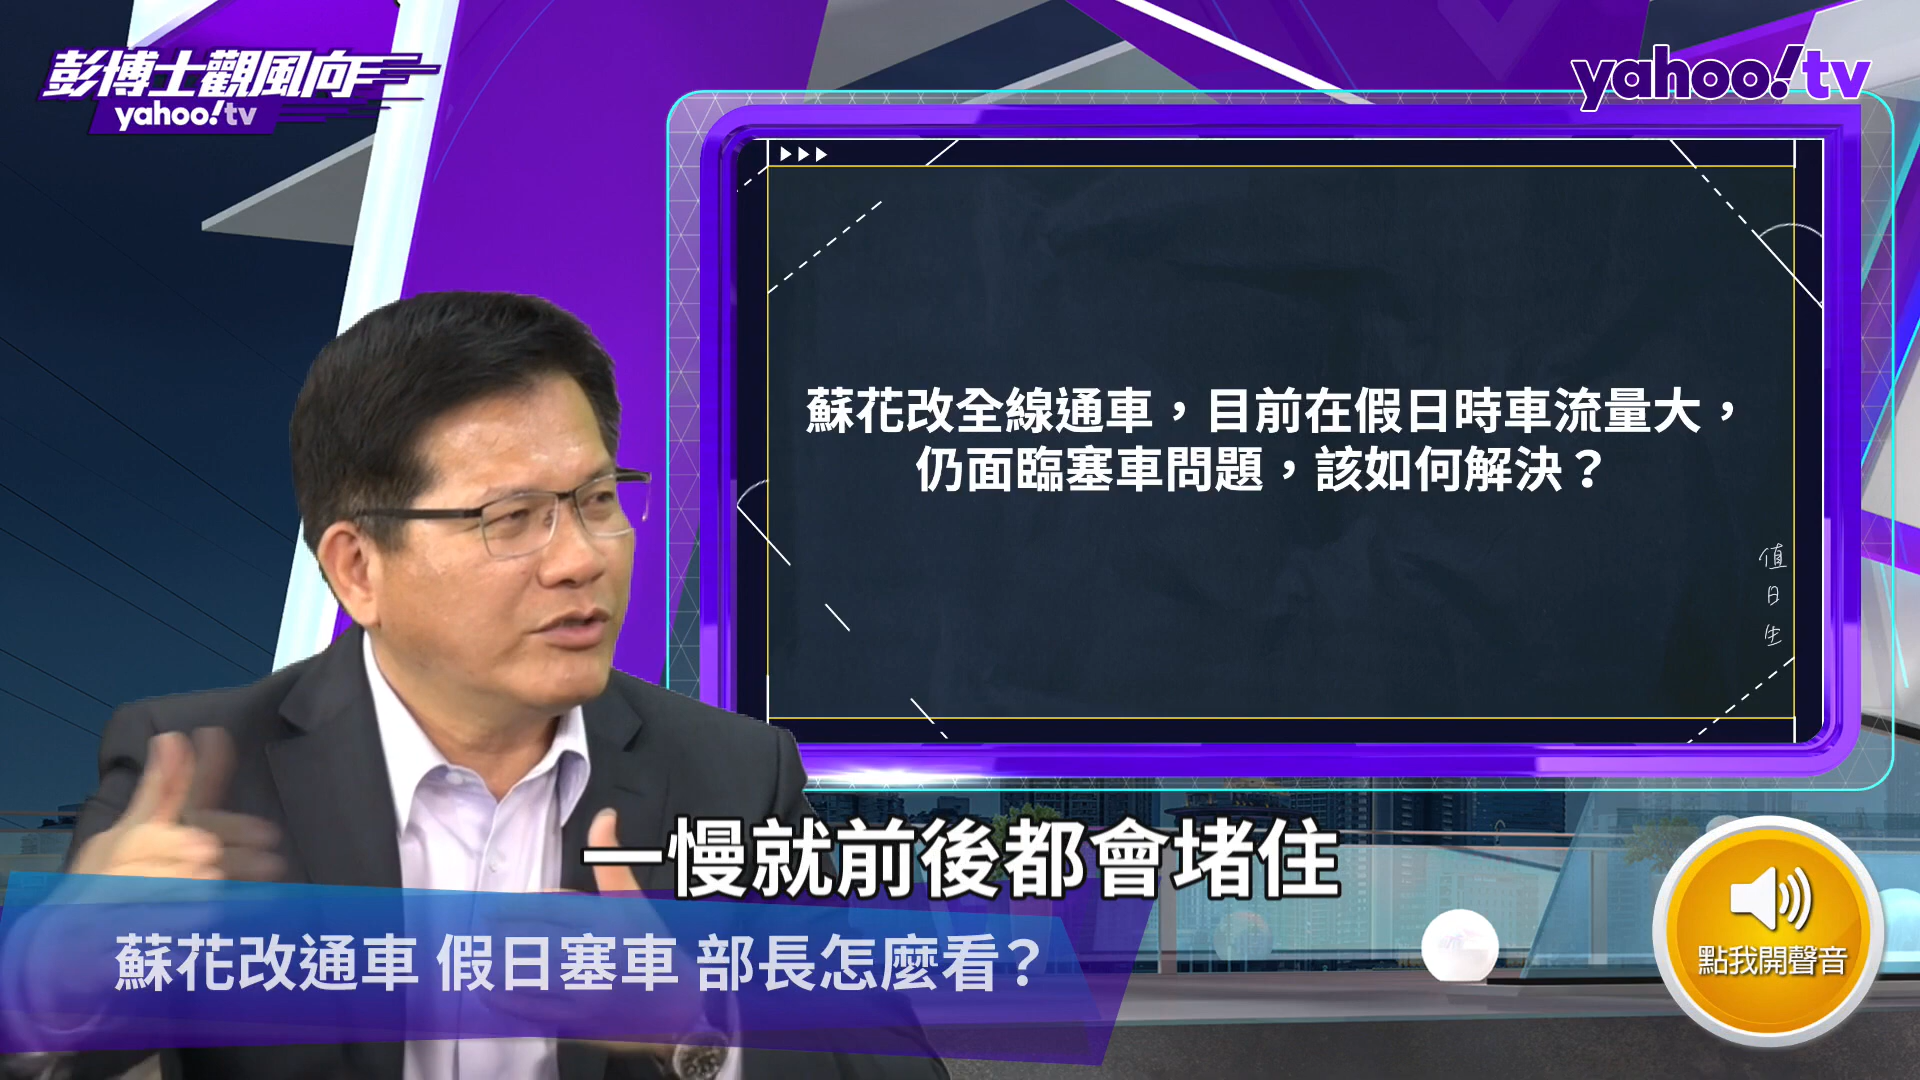 彭博士觀風向
yahoo!tv
yahoo!tv
蘇花改全線通車，目前在假日時車流量大，
仍面臨塞車問題，該如何解決？
值日生
一慢就前後都會堵住
蘇花改通車 假日塞車 部長怎麼看？
點我開聲音